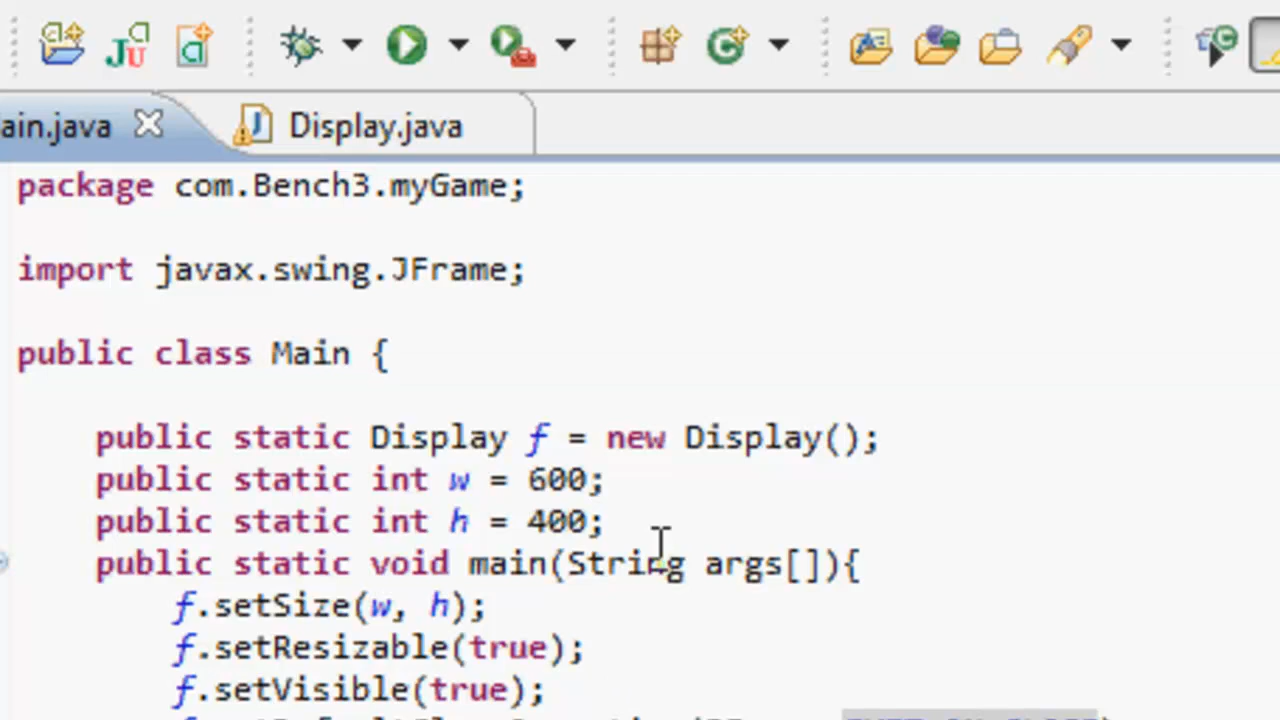 ain.java Display.java
package com.Bench3.myGame;
import javax.swing.JFrame;
public class Main {
public static Display f = new Display();
public static int w = 600;
public static int h = 400;
public static void main(String args[]){
f.setSize(w, h);
f.setResizable(true);
f.setVisible(true);